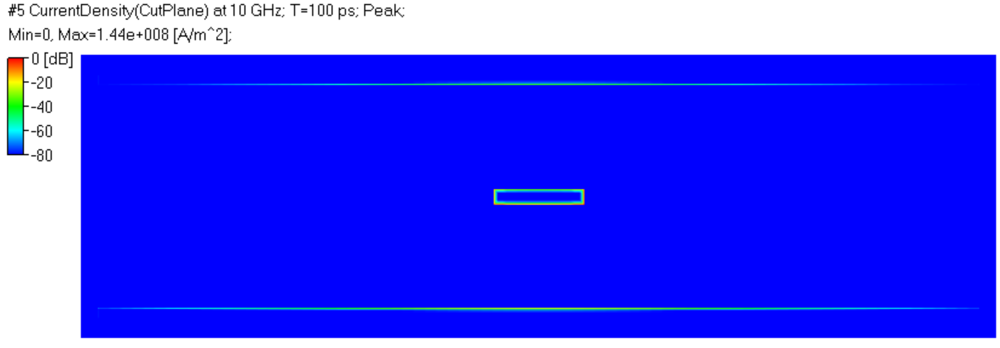 #5 CurrentDensity(CutPlane) at 10 GHz; T=100 ps; Peak;
Min=0, Max=1.44e+008 [A/m^2];
0 [dB]
-20
-40
-60
-80